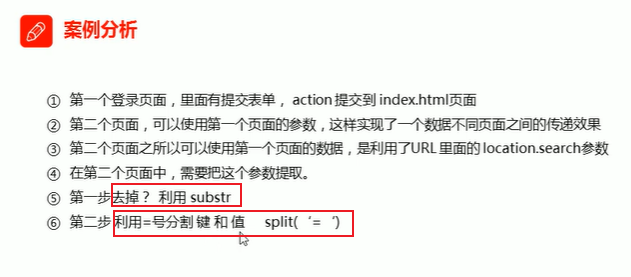 案例分析
① 第一个登录页面，里面有提交表单， action 提交到 index.html页面
② 第二个页面，可以使用第一个页面的参数，这样实现了一个数据不同页面之间的传递效果
③ 第二个页面之所以可以使用第一个页面的数据，是利用了URL 里面的 location.search参数
④ 在第二个页面中，需要把这个参数提取。
⑤ 第一步去掉？ 利用 substr
⑥ 第二步 利用=号分割 键 和 值 split(‘=‘)